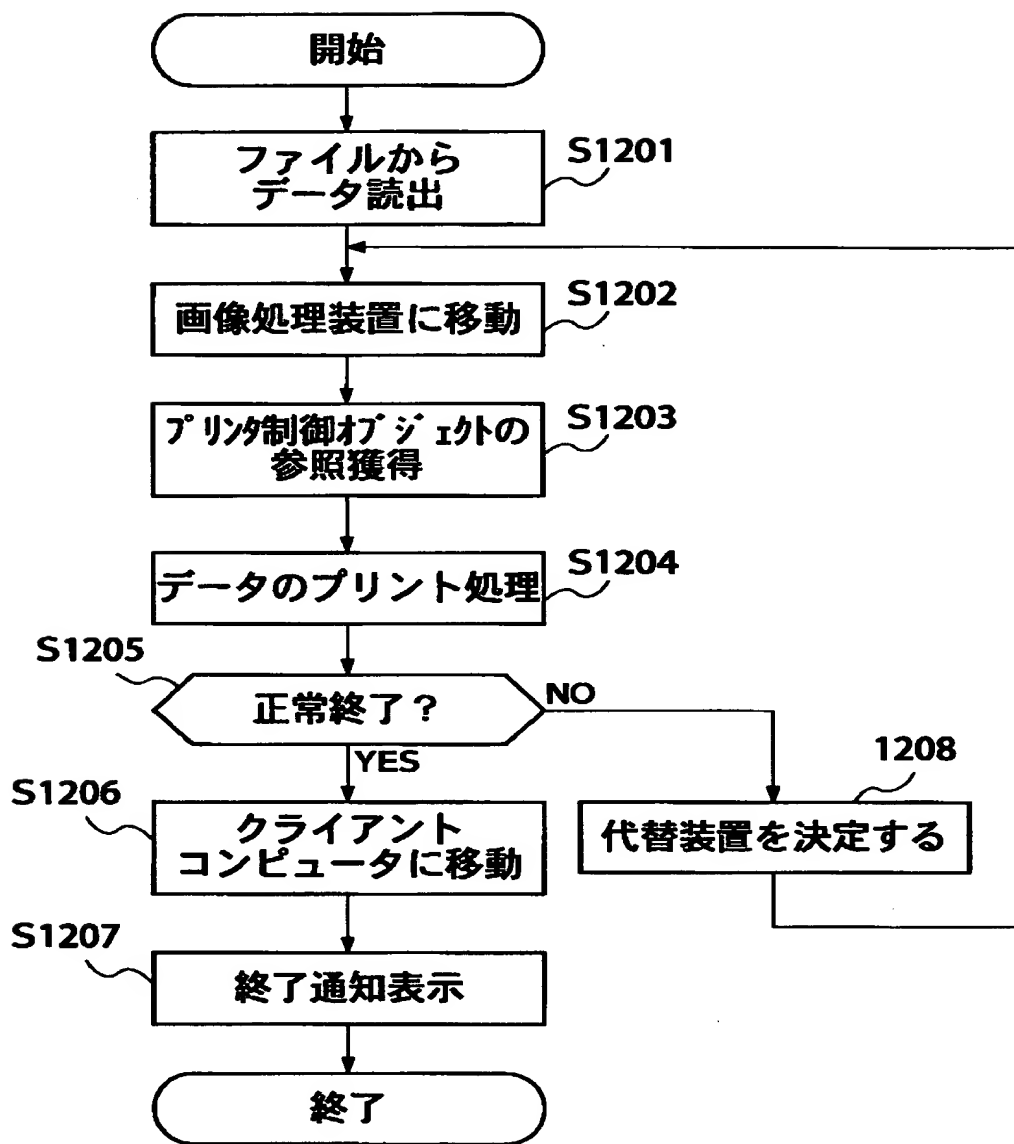 開始
ファイルから
データ読出
S1201
画像処理装置に移動
S1202
プリンタ制御オブジェクトの
参照獲得
S1203
データのプリント処理
S1204
S1205
正常終了？
NO
YES
1208
代替装置を決定する
S1206
クライアント
コンピュータに移動
S1207
終了通知表示
終了